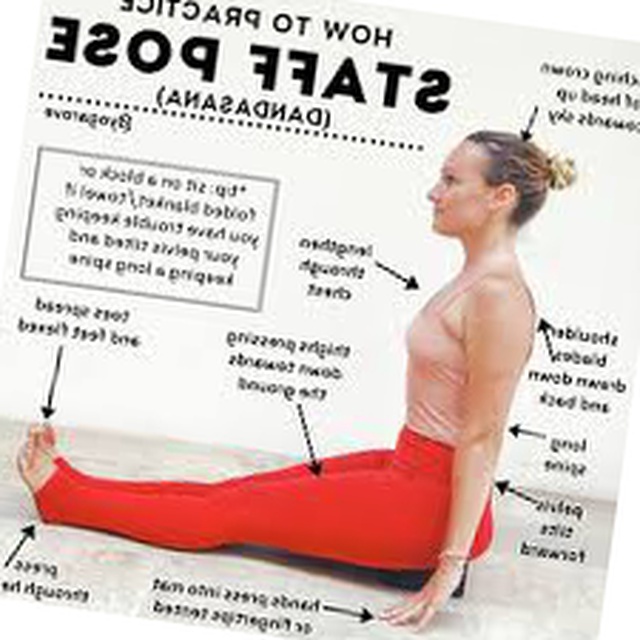 HOW TO PRACTICE
STAFF POSE
(DANDASANA)
@yogarove
*tip: sit on a block or
folded blanket/towel if
you have trouble keeping
your pelvis tilted and
keeping a long spine
ching crown
of head up
towards sky
lengthen
through
chest
toes spread
and feet flexed
thighs pressing
down towards
the ground
shoulder
blades
drawn down
and back
long
spine
pelvis
tilts
forward
press
through he
hands press into mat
or fingertips tented